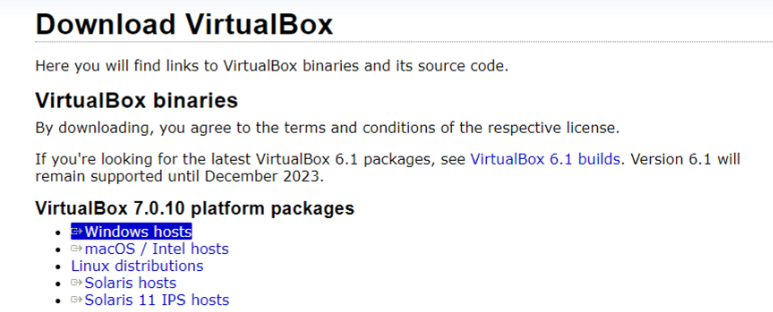 Download VirtualBox
Here you will find links to VirtualBox binaries and its source code.
VirtualBox binaries
By downloading, you agree to the terms and conditions of the respective license.
If you're looking for the latest VirtualBox 6.1 packages, see VirtualBox 6.1 builds. Version 6.1 will
remain supported until December 2023.
VirtualBox 7.0.10 platform packages
Windows hosts
macOS / Intel hosts
Linux distributions
Solaris hosts
Solaris 11 IPS hosts